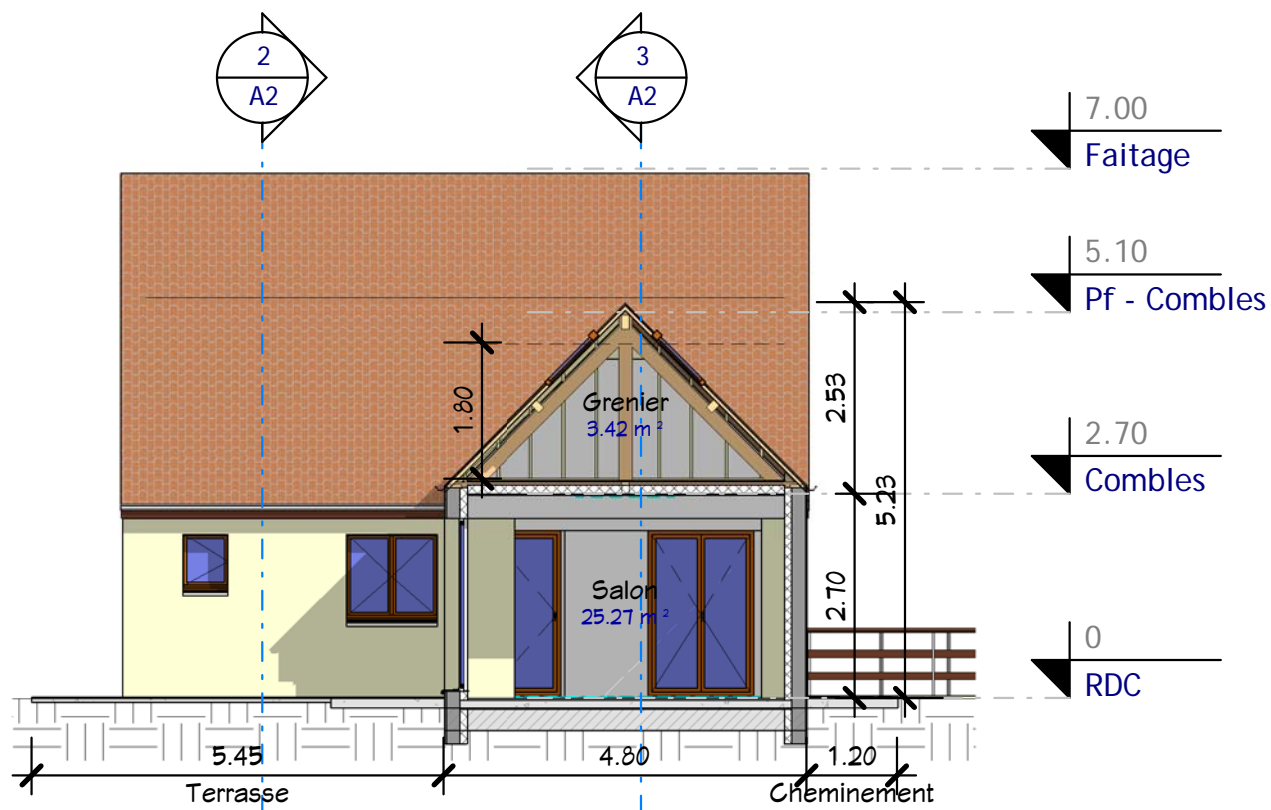 2
A2
3
A2
7.00
Faitage
5.10
Pf - Combles
2.53
1.80
Grenier
3.42 m²
2.70
Combles
5.23
Salon
25.27 m²
2.70
0
RDC
5.45
4.80
1.20
Terrasse
Cheminement